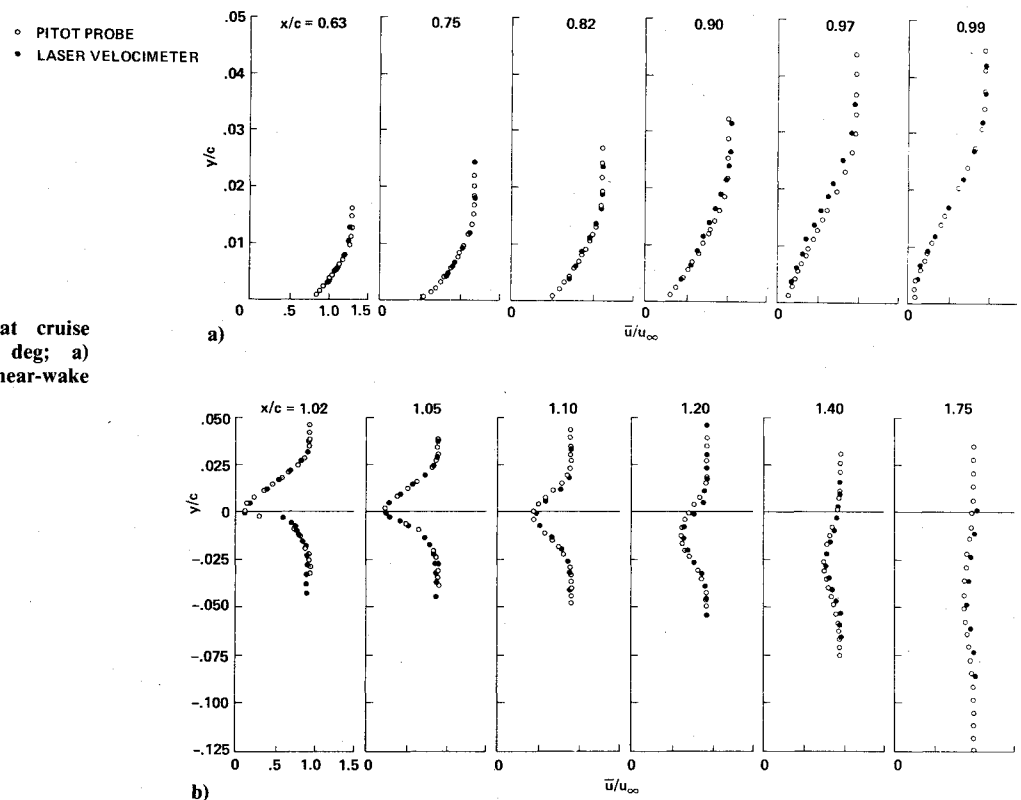 ○ PITOT PROBE
● LASER VELOCIMETER
at cruise
deg; a)
near-wake
x/c = 0.63 0.75 0.82 0.90 0.97 0.99
.05
.04
.03
y/c
.02
.01
0
0 .5 1.0 1.5 0 0 0 0 0
a)
u̅/u∞
x/c = 1.02 1.05 1.10 1.20 1.40 1.75
.050
.025
y/c
0
-.025
-.050
-.075
-.100
-.125
0 .5 1.0 1.5 0 0 0 0 0
u̅/u∞
b)